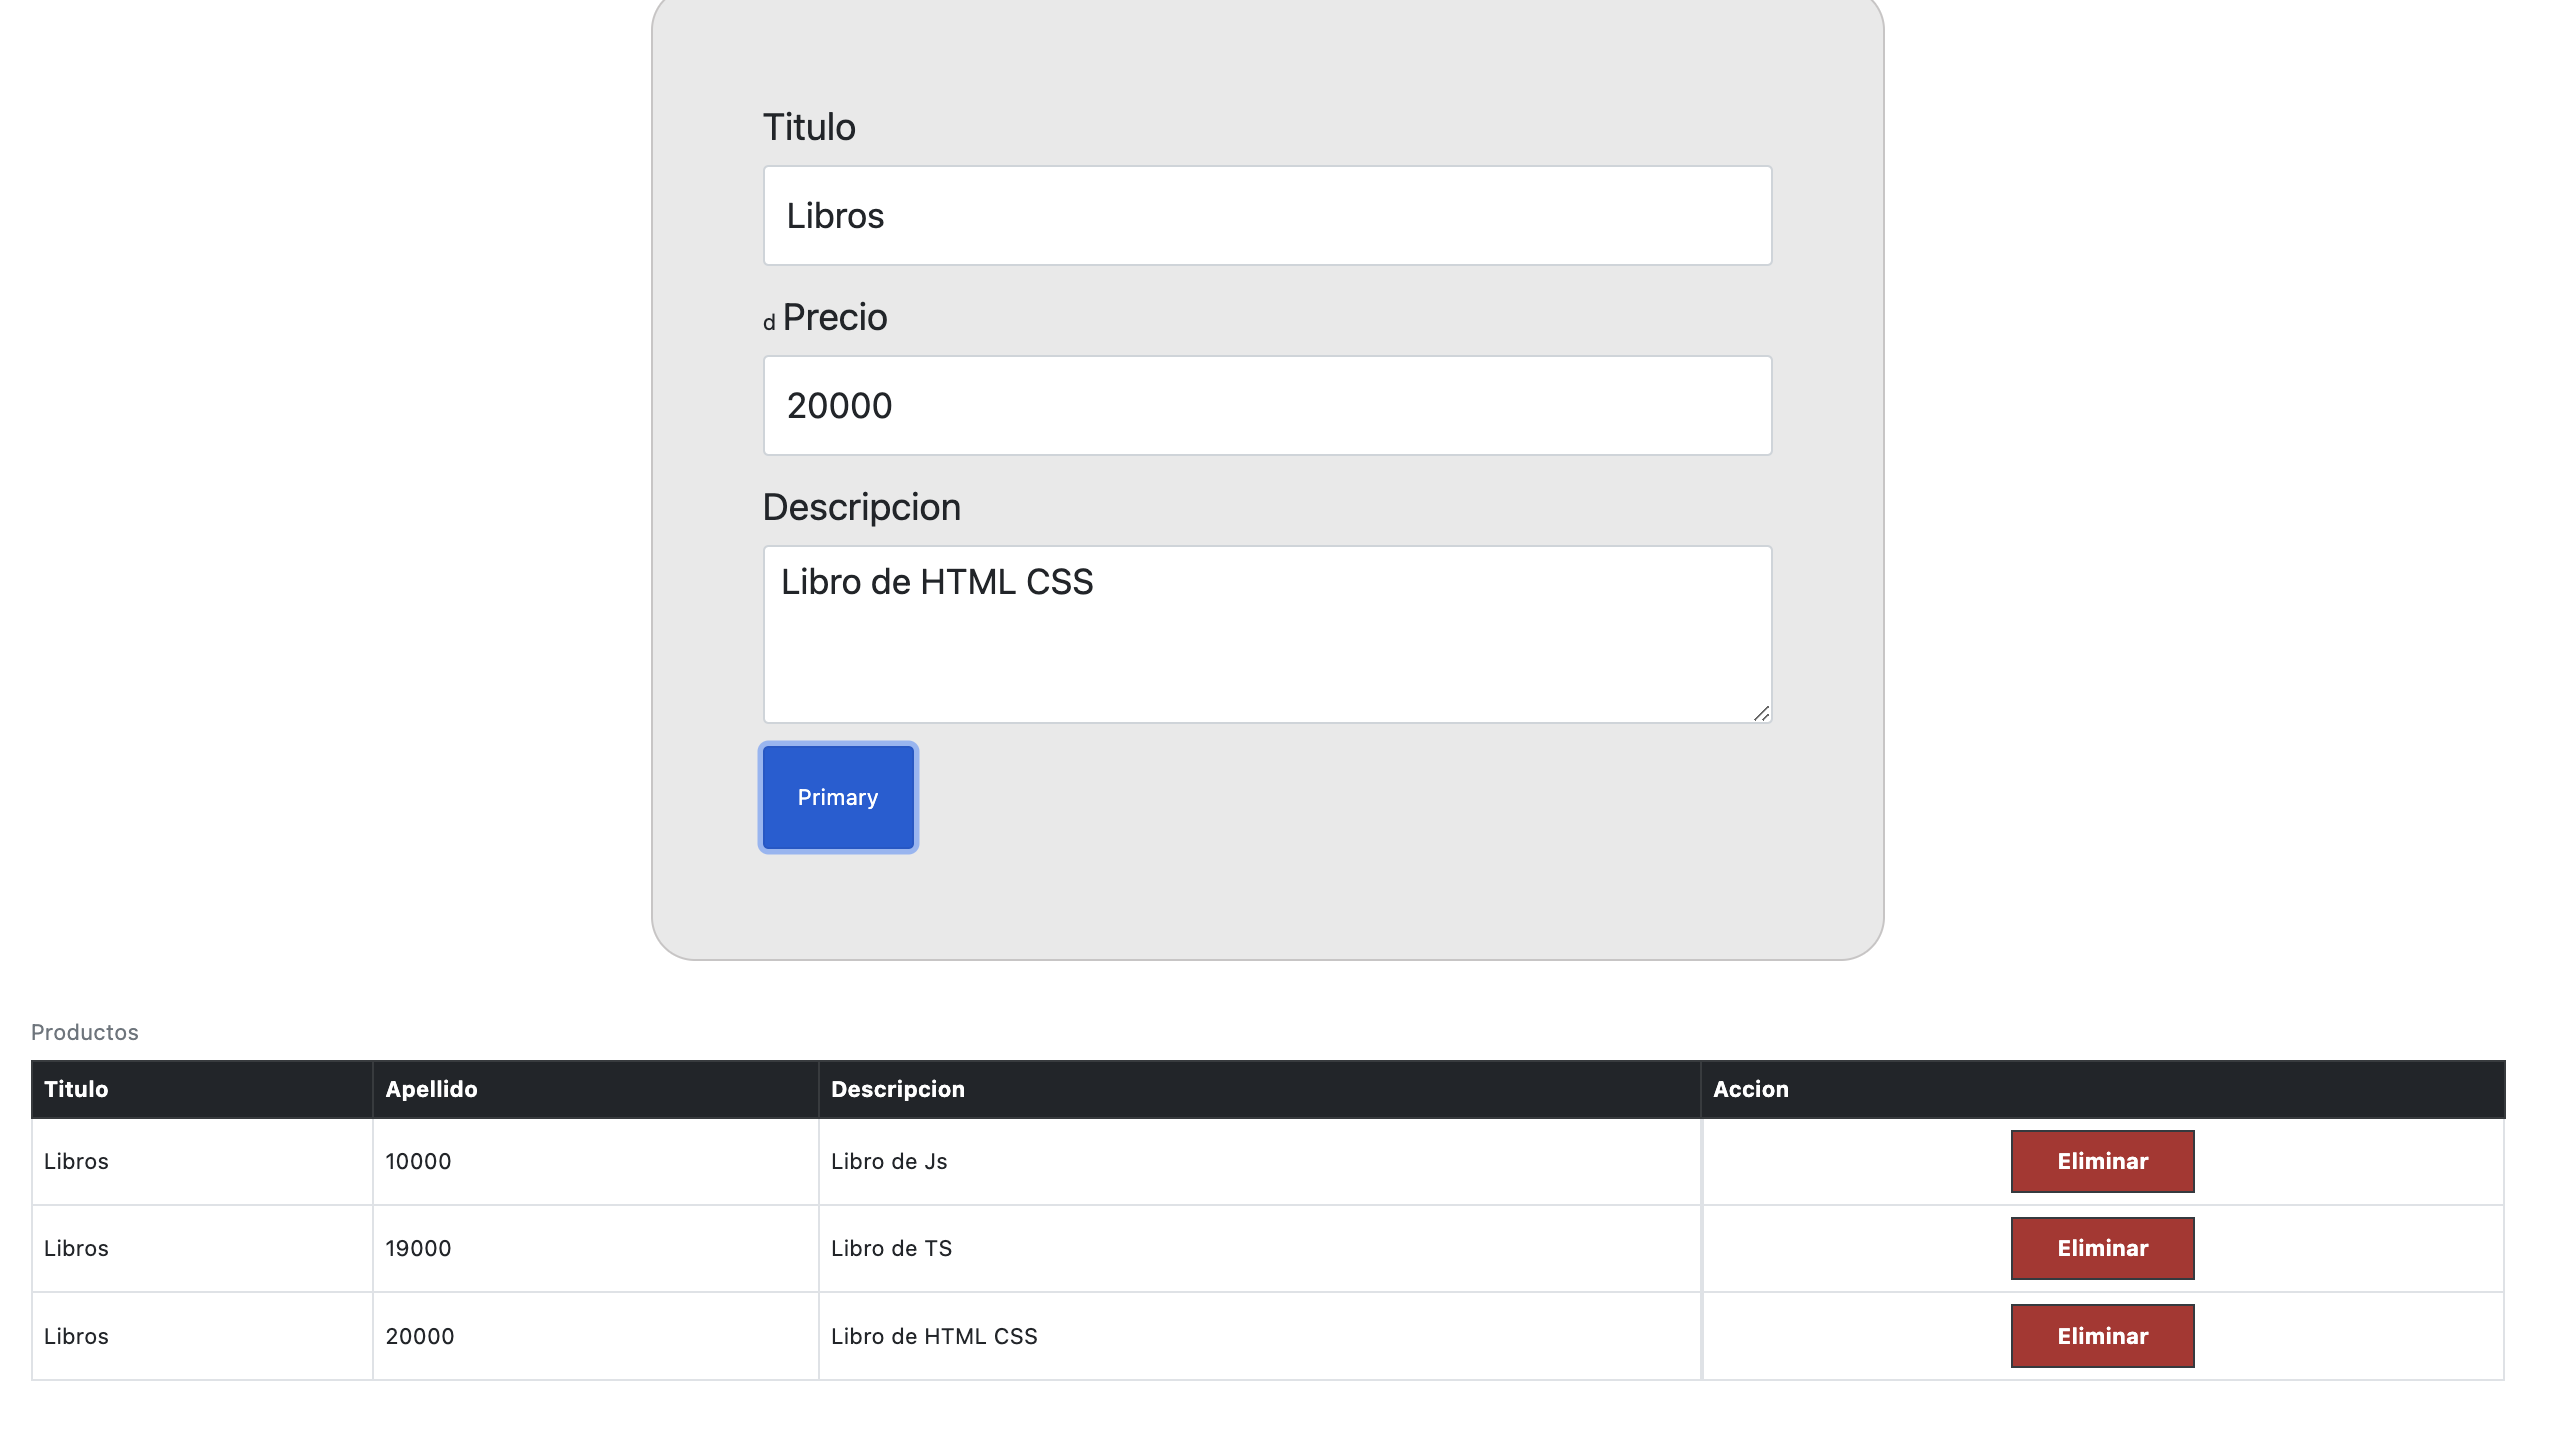 Titulo
Libros
d Precio
20000
Descripcion
Libro de HTML CSS
Primary
Productos
Titulo Apellido Descripcion Accion
Libros 10000 Libro de Js Eliminar
Libros 19000 Libro de TS Eliminar
Libros 20000 Libro de HTML CSS Eliminar